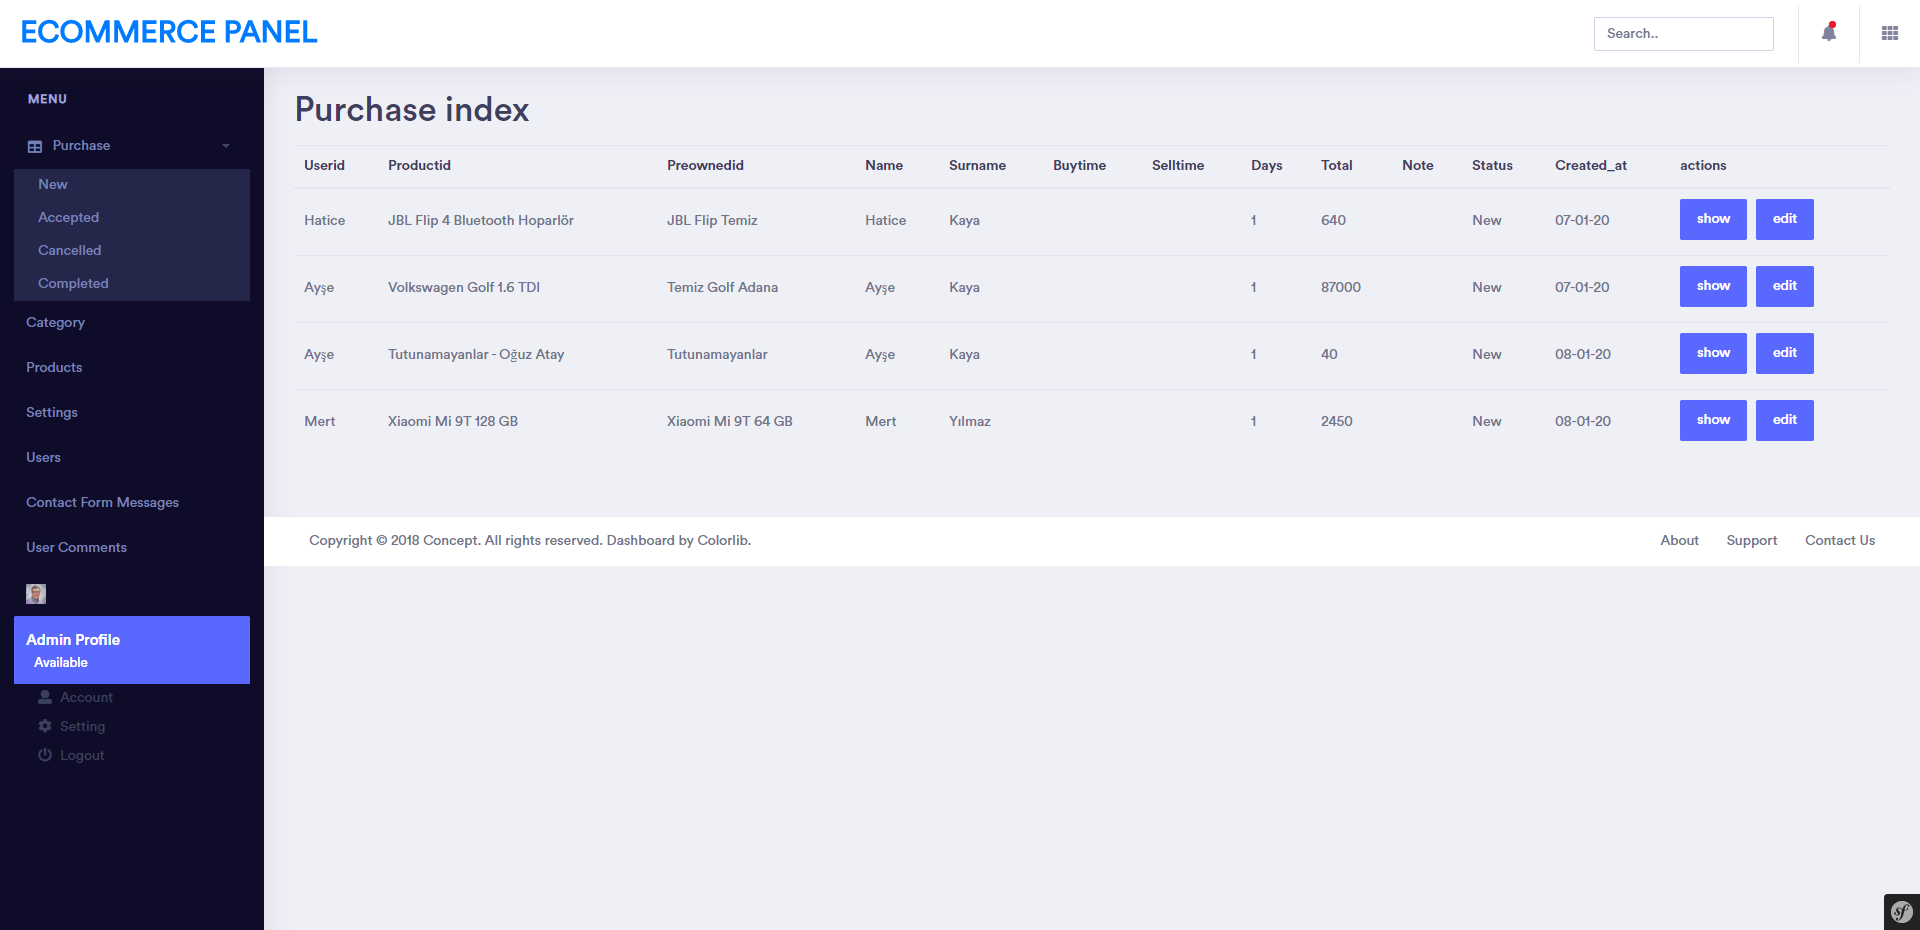 ECOMMERCE PANEL
Search..
MENU
Purchase
New
Accepted
Cancelled
Completed
Category
Products
Settings
Users
Contact Form Messages
User Comments
Admin Profile
Available
Account
Setting
Logout
Purchase index
Userid Productid Preownedid Name Surname Buytime Selltime Days Total Note Status Created_at actions
Hatice JBL Flip 4 Bluetooth Hoparlör JBL Flip Temiz Hatice Kaya 1 640 New 07-01-20 show edit
Ayşe Volkswagen Golf 1.6 TDI Temiz Golf Adana Ayşe Kaya 1 87000 New 07-01-20 show edit
Ayşe Tutunamayanlar - Oğuz Atay Tutunamayanlar Ayşe Kaya 1 40 New 08-01-20 show edit
Mert Xiaomi Mi 9T 128 GB Xiaomi Mi 9T 64 GB Mert Yılmaz 1 2450 New 08-01-20 show edit
Copyright © 2018 Concept. All rights reserved. Dashboard by Colorlib.
About Support Contact Us
sf